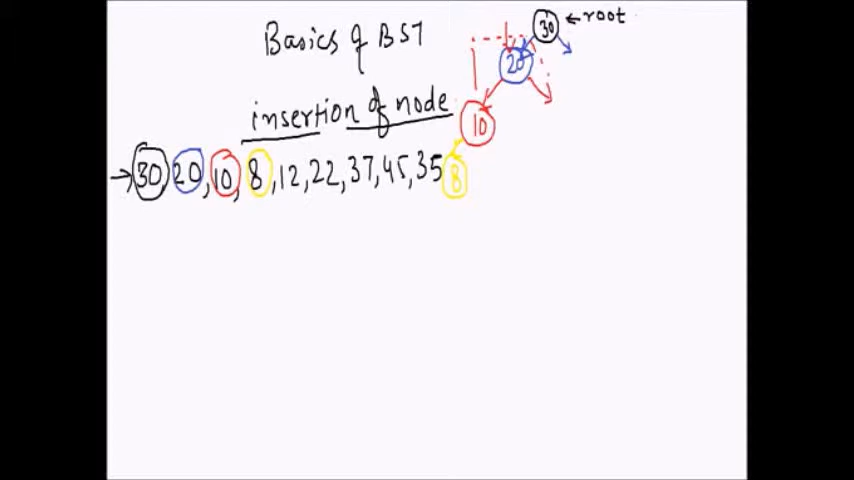 Basics of BST
30 ←root
20
insertion of node
10
→ 30, 20, 10, 8, 12, 22, 37, 45, 35
8